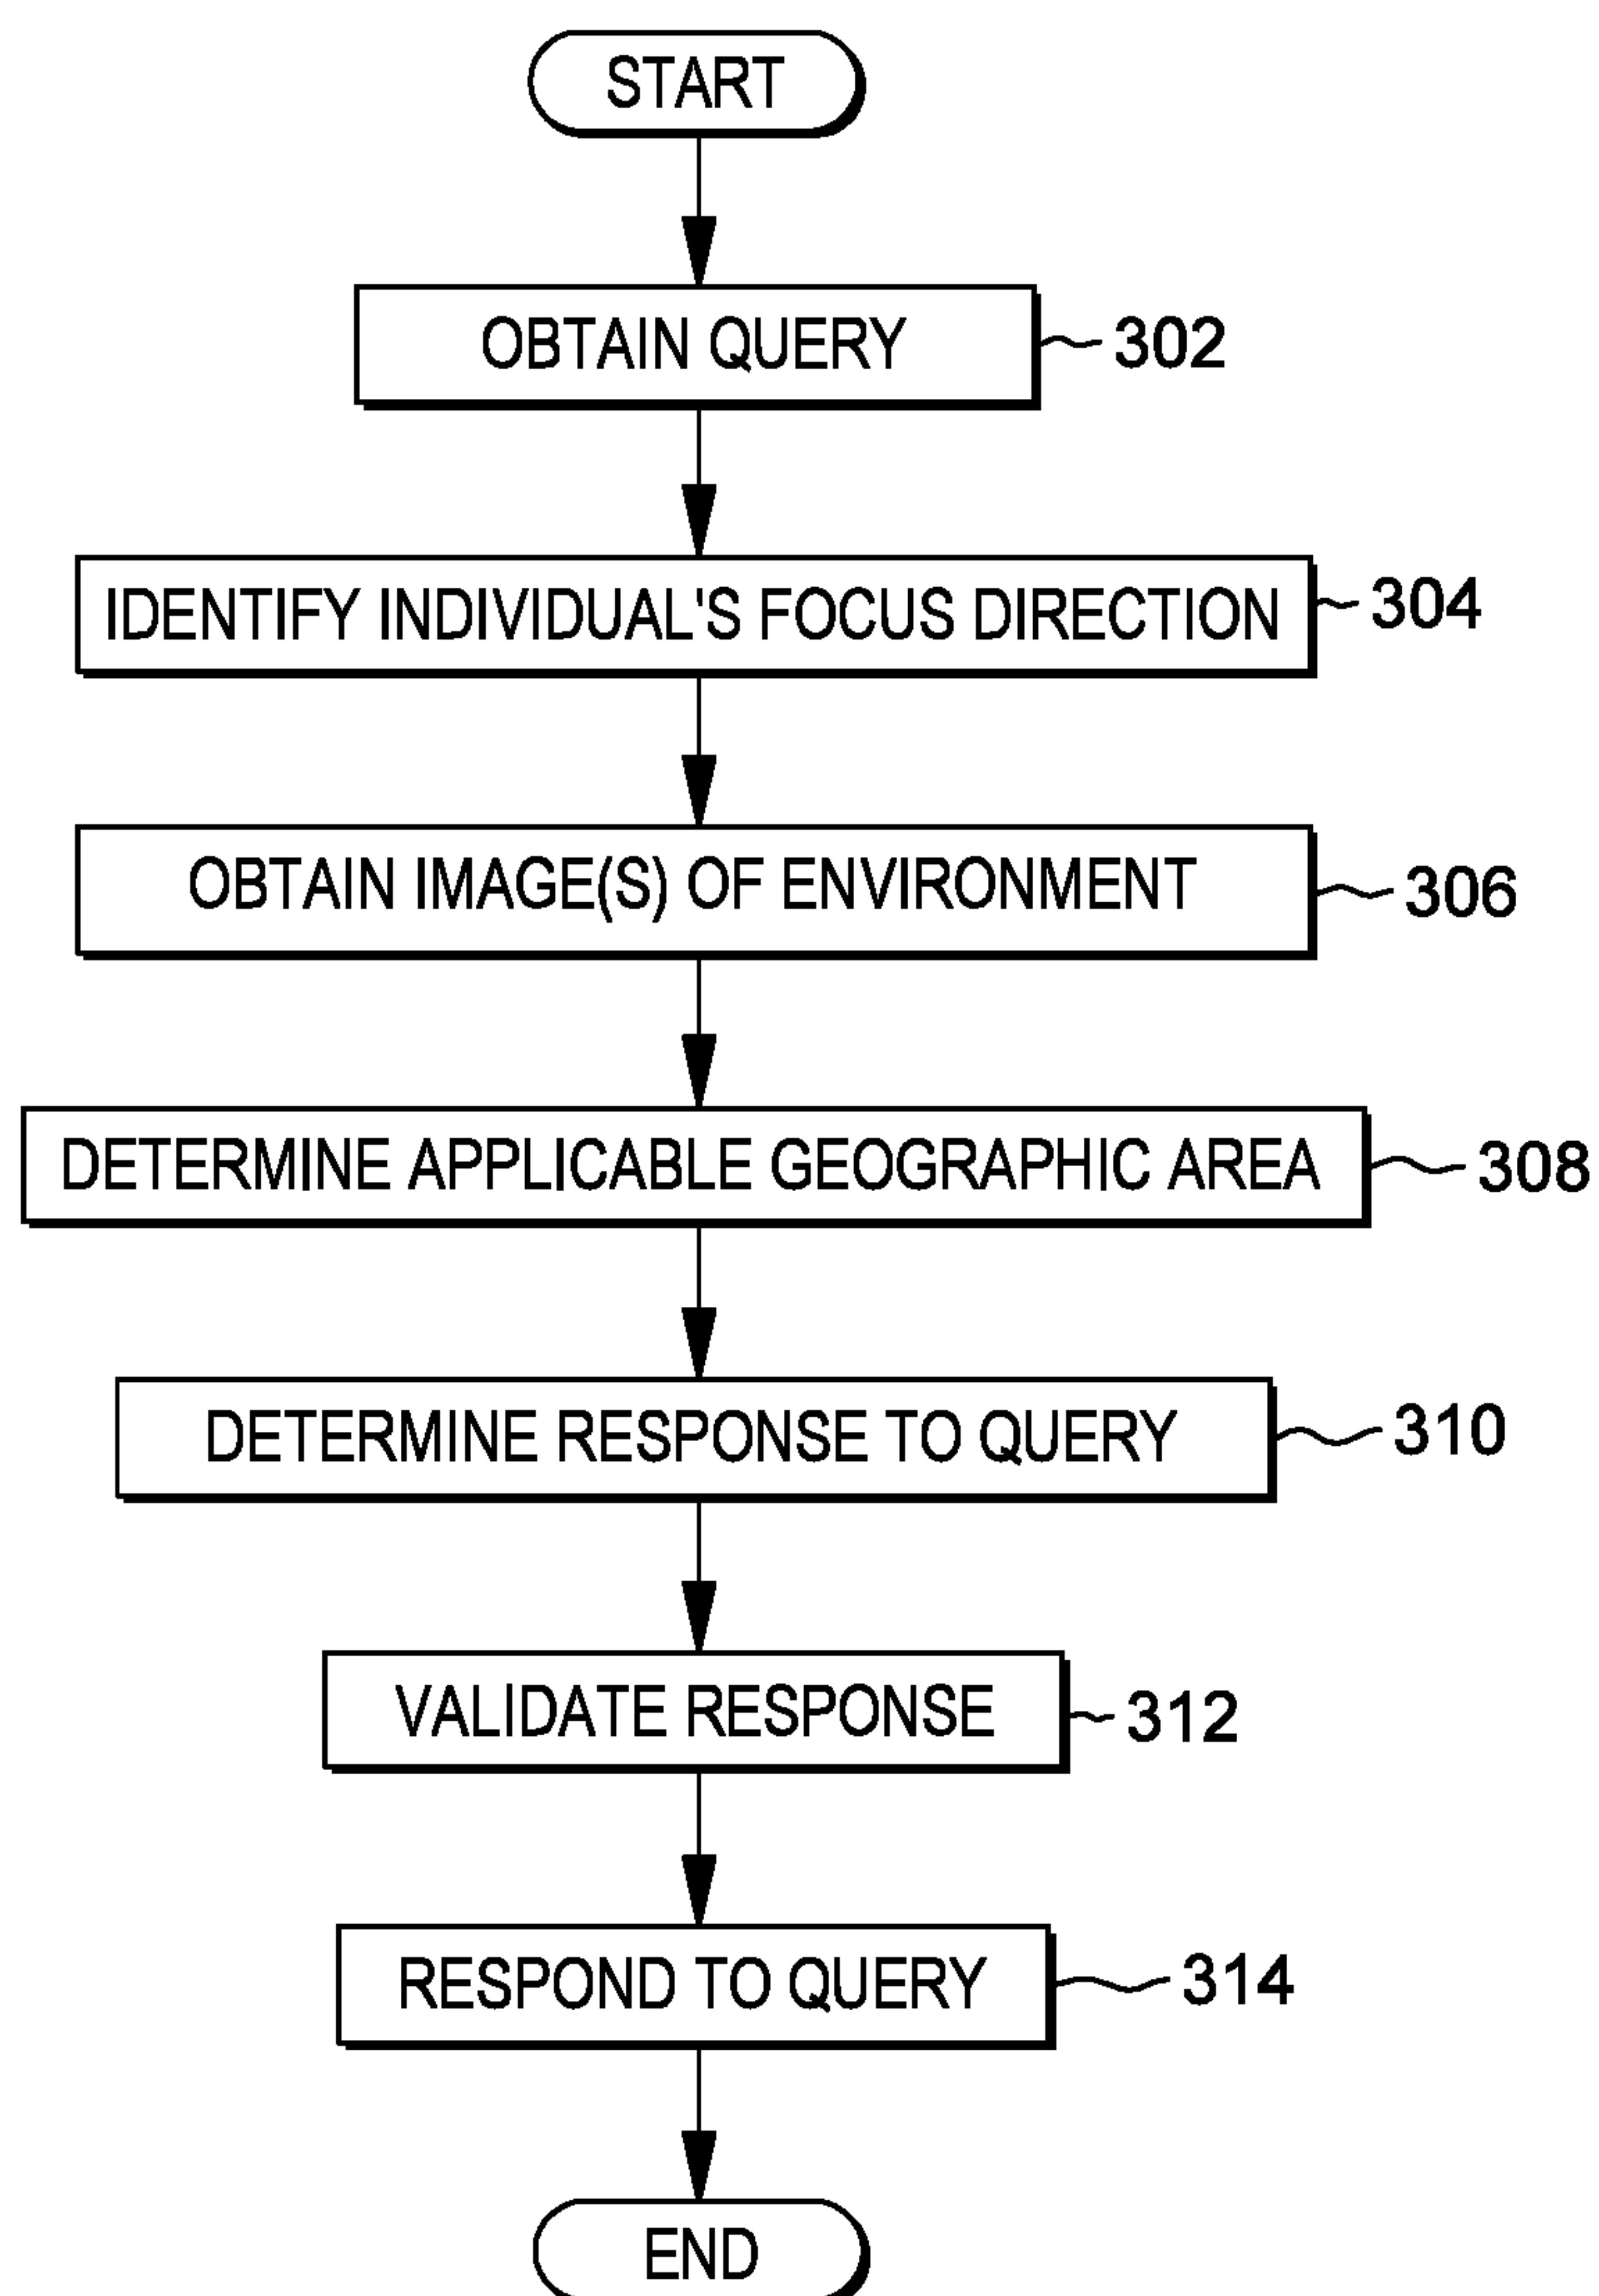 START
OBTAIN QUERY
302
IDENTIFY INDIVIDUAL'S FOCUS DIRECTION
304
OBTAIN IMAGE(S) OF ENVIRONMENT
306
DETERMINE APPLICABLE GEOGRAPHIC AREA
308
DETERMINE RESPONSE TO QUERY
310
VALIDATE RESPONSE
312
RESPOND TO QUERY
314
END